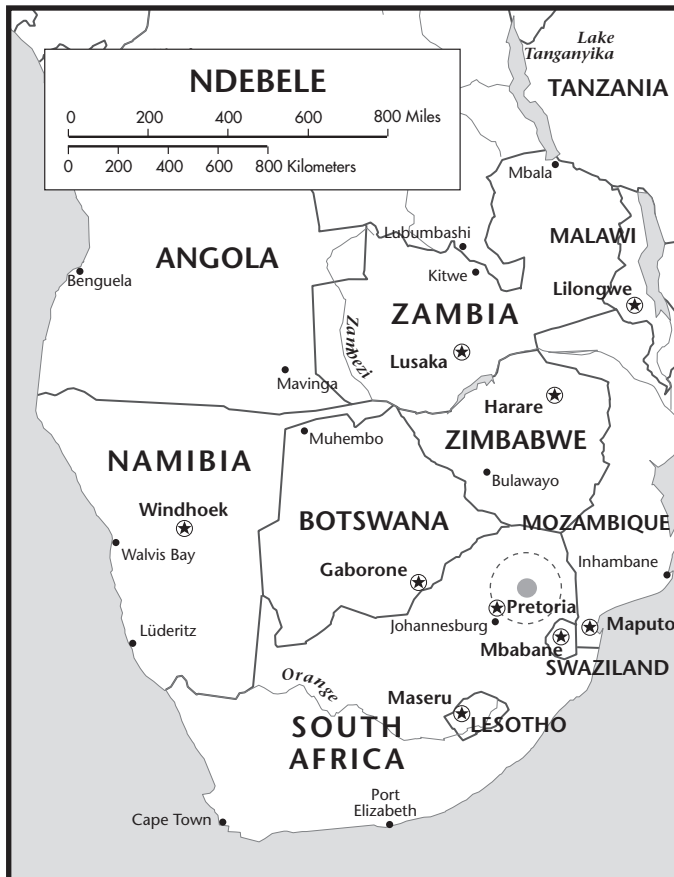 NDEBELE
0 200 400 600 800 Miles
0 200 400 600 800 Kilometers
Lake
Tanganyika
TANZANIA
Mbala
Lubumbashi
MALAWI
ANGOLA
Benguela
Kitwe
Lilongwe
ZAMBIA
Zambezi
Lusaka
Mavinga
Harare
Muhembo
ZIMBABWE
NAMIBIA
Bulawayo
Windhoek
BOTSWANA
MOZAMBIQUE
Walvis Bay
Inhambane
Gaborone
Pretoria
Johannesburg
Maputo
Lüderitz
Mbabane
SWAZILAND
Orange
Maseru
LESOTHO
SOUTH
AFRICA
Port
Elizabeth
Cape Town